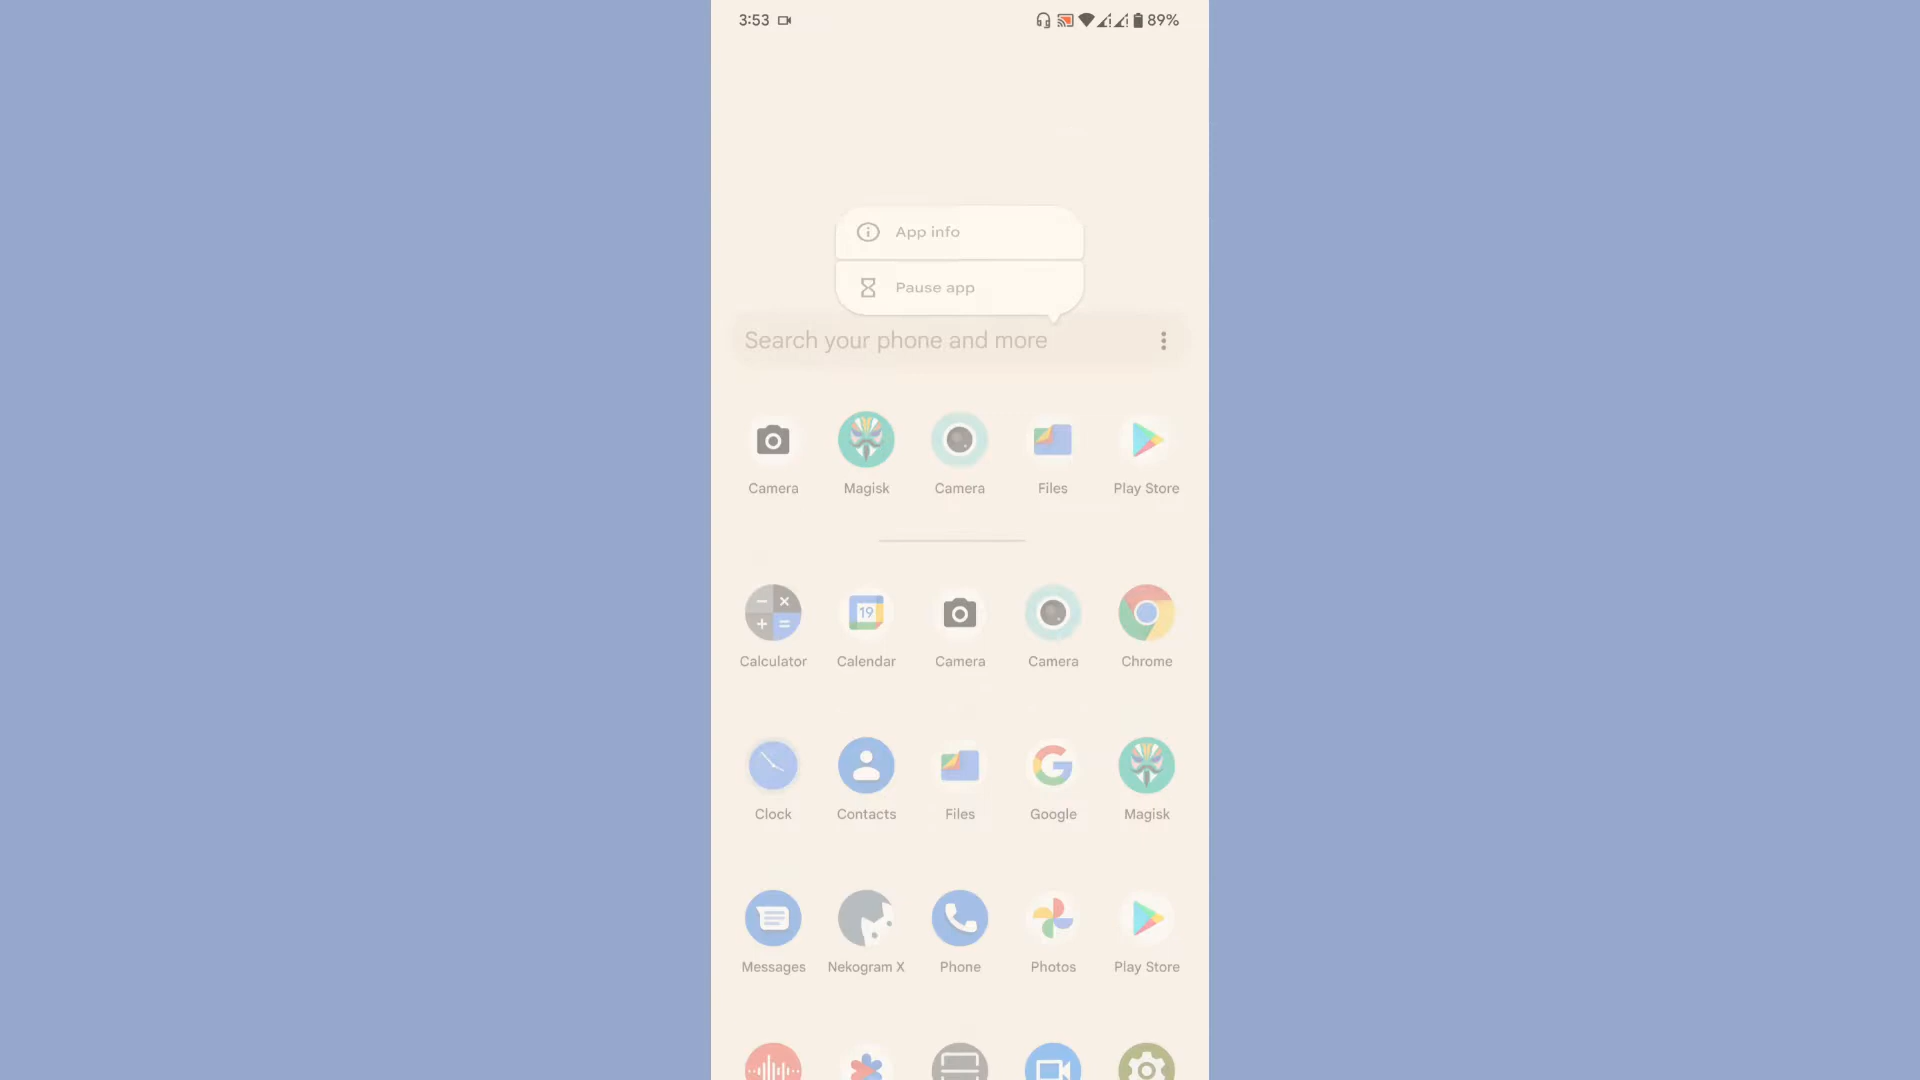 3:53 89%
App info
Pause app
Search your phone and more
Camera Magisk Camera Files Play Store
19
Calculator Calendar Camera Camera Chrome
Clock Contacts Files Google Magisk
Messages Nekogram X Phone Photos Play Store